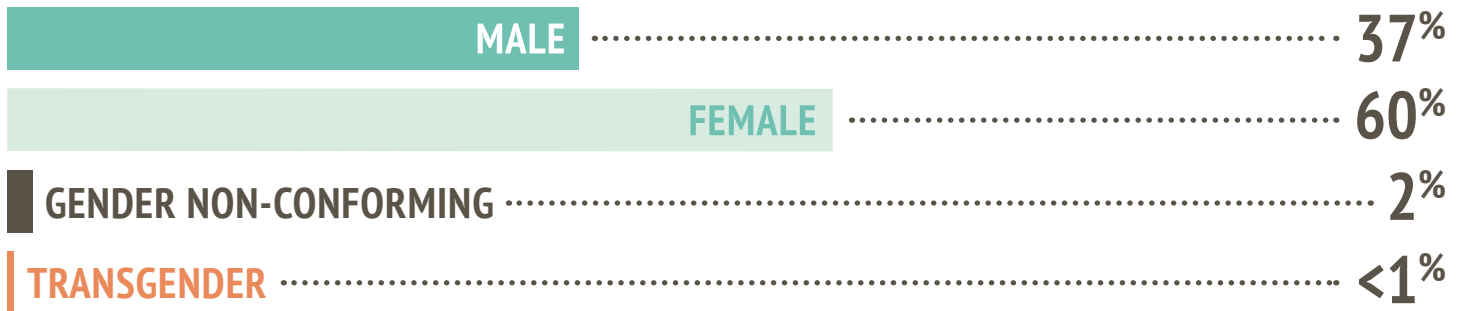 MALE 37%
FEMALE 60%
GENDER NON-CONFORMING 2%
TRANSGENDER <1%